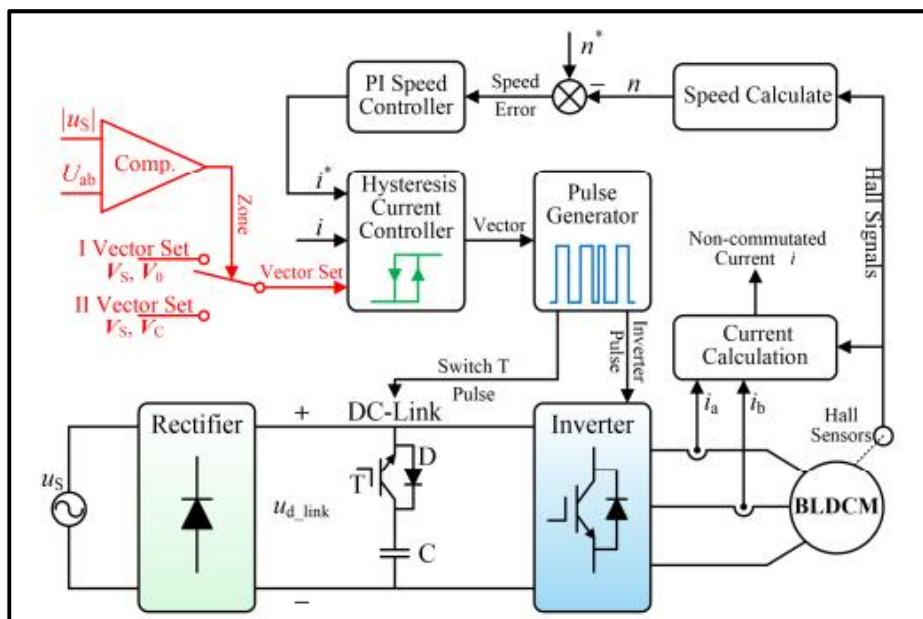 n*
PI Speed
Controller
Speed
Error
−
n
Speed Calculate
|uS|
Uab
Comp.
Zone
i*
i
Hysteresis
Current
Controller
Vector
Pulse
Generator
Hall Signals
Non-commutated
Current i
I Vector Set
VS, V0
Vector Set
II Vector Set
VS, VC
Current
Calculation
Switch T
Pulse
Inverter
Pulse
ia
ib
Hall
Sensors
Rectifier
+
DC-Link
Inverter
uS
T
D
ud_link
C
BLDCM
−